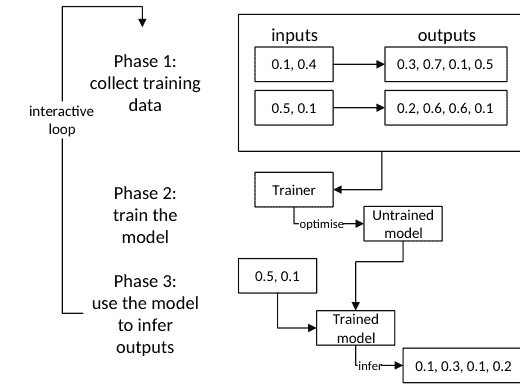 inputs
outputs
Phase 1:
collect training
data
0.1, 0.4
0.3, 0.7, 0.1, 0.5
0.5, 0.1
0.2, 0.6, 0.6, 0.1
interactive
loop
Phase 2:
train the
model
Trainer
optimise
Untrained
model
Phase 3:
use the model
to infer
outputs
0.5, 0.1
Trained
model
infer
0.1, 0.3, 0.1, 0.2